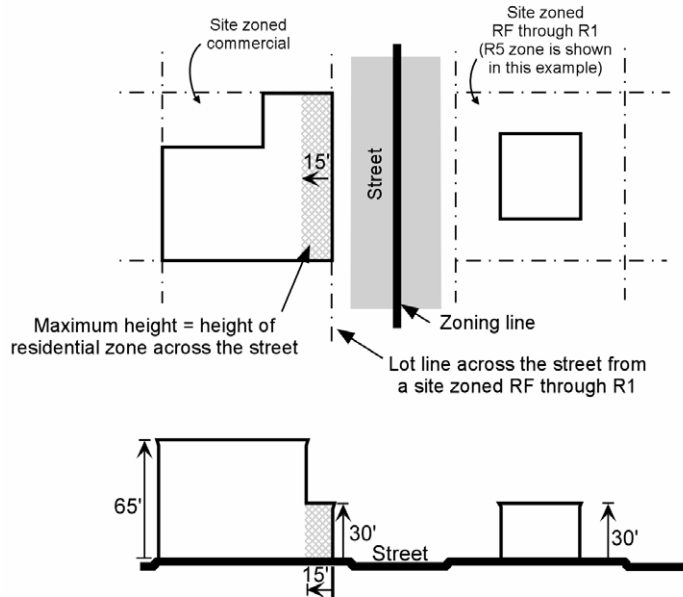 Site zoned
commercial
Site zoned
RF through R1
(R5 zone is shown
in this example)
15'
Street
Maximum height = height of
residential zone across the street
Zoning line
Lot line across the street from
a site zoned RF through R1
65'
30'
Street
30'
15'